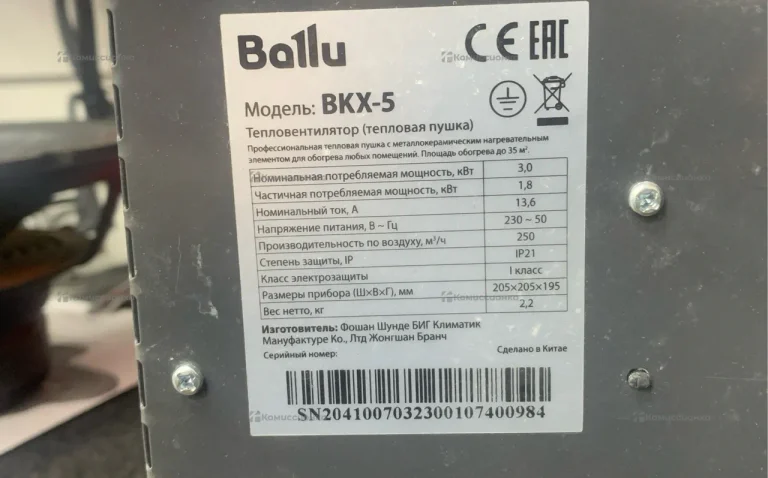 Ballu
CE EAC
Модель: BKX-5
Тепловентилятор (тепловая пушка)
Профессиональная тепловая пушка с металлокерамическим нагревательным
элементом для обогрева любых помещений. Площадь обогрева до 35 м².
Номинальная потребляемая мощность, кВт 3,0
Частичная потребляемая мощность, кВт 1,8
Номинальный ток, А 13,6
Напряжение питания, В ~ Гц 230 ~ 50
Производительность по воздуху, м³/ч 250
Степень защиты, IP IP21
Класс электрозащиты I класс
Размеры прибора (Ш×В×Г), мм 205×205×195
Вес нетто, кг 2,2
Изготовитель: Фошан Шунде БИГ Климатик
Мануфактуре Ко., Лтд Жонгшан Бранч
Серийный номер: Сделано в Китае
SN2041007032300107400984
Комиссионец